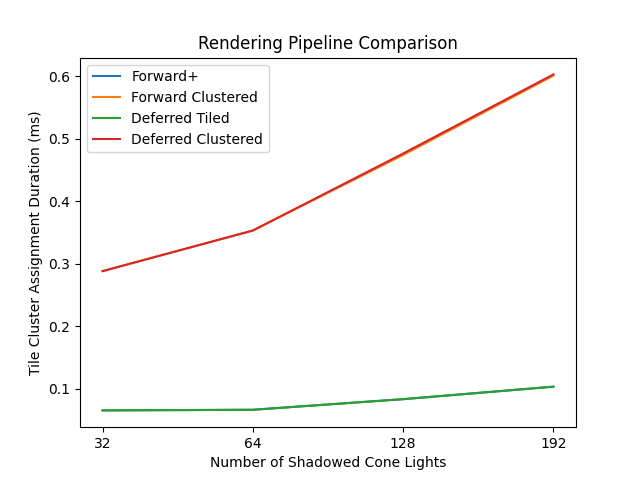 Rendering Pipeline Comparison
Forward+
Forward Clustered
Deferred Tiled
Deferred Clustered
Tile Cluster Assignment Duration (ms)
0.6
0.5
0.4
0.3
0.2
0.1
32 64 128 192
Number of Shadowed Cone Lights